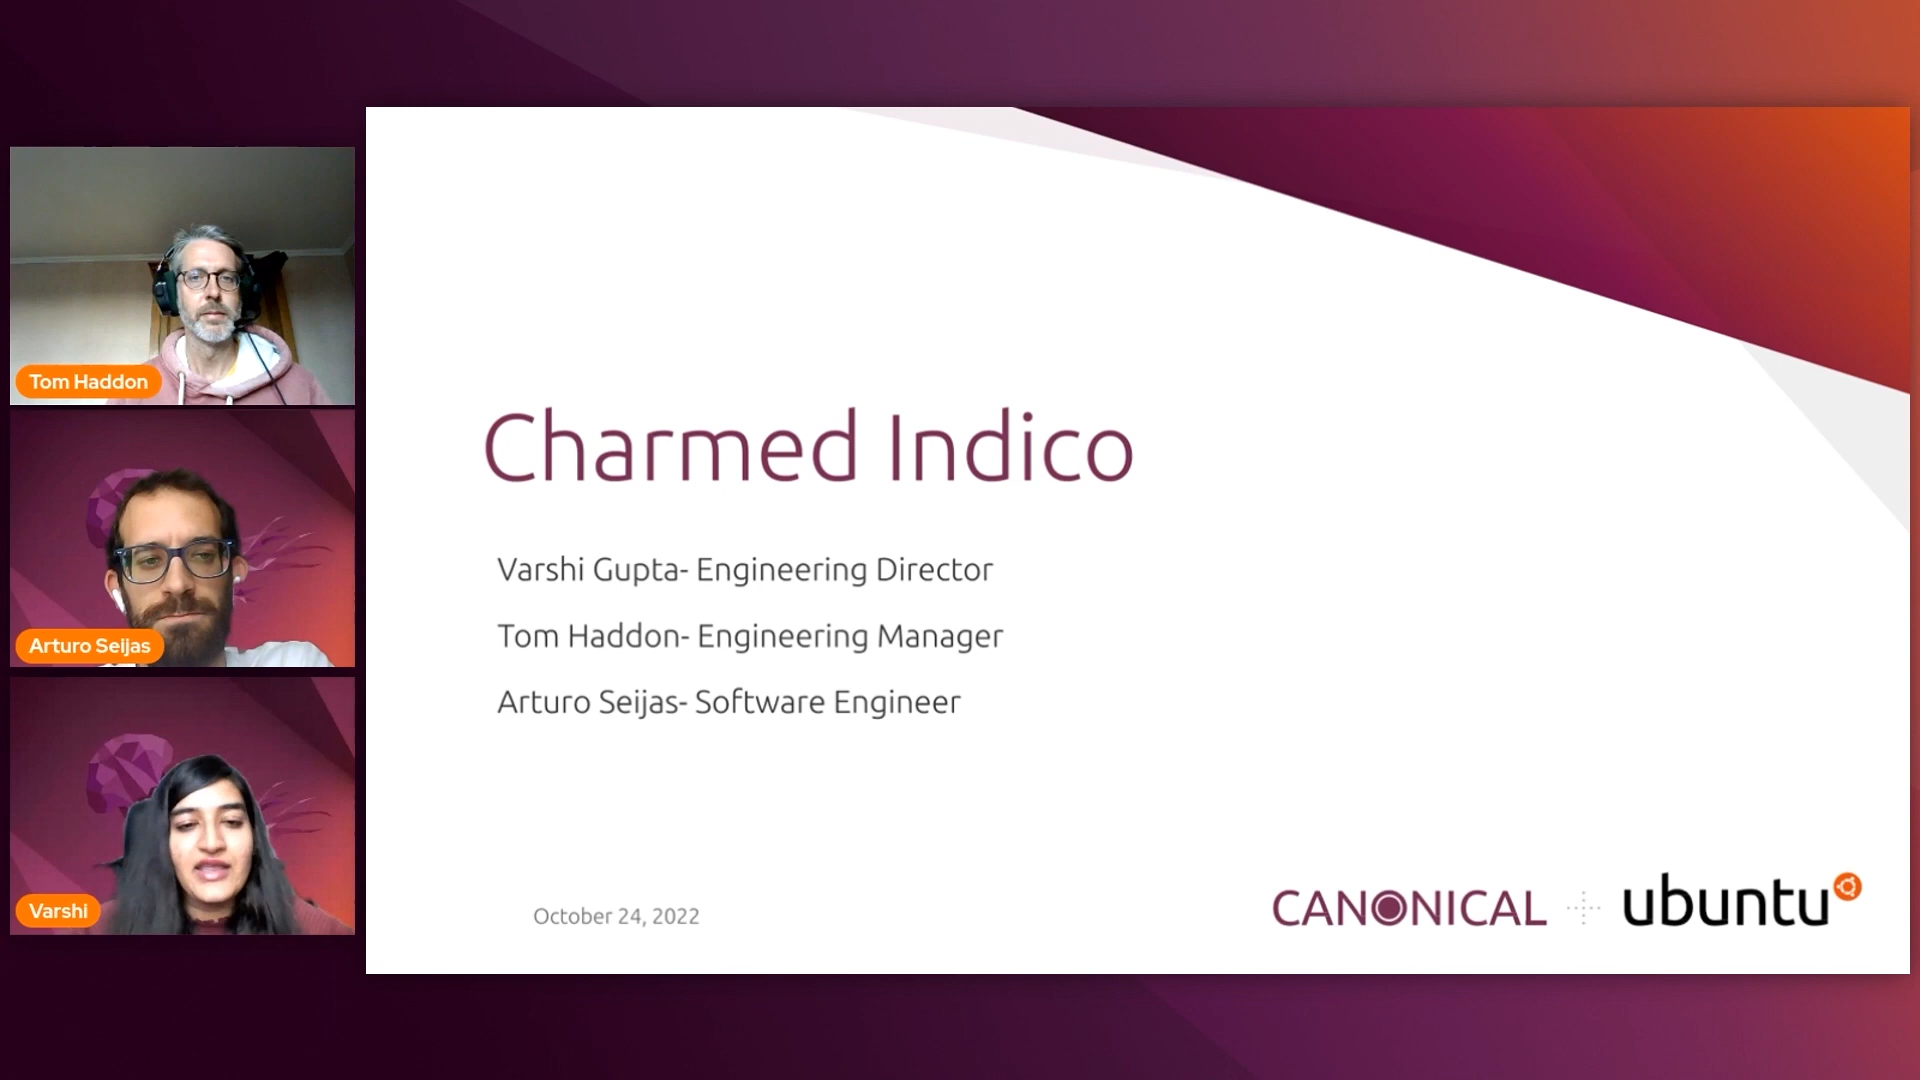 Tom Haddon
Arturo Seijas
Varshi
Charmed Indico
Varshi Gupta- Engineering Director
Tom Haddon- Engineering Manager
Arturo Seijas- Software Engineer
October 24, 2022
CANONICAL
ubuntu